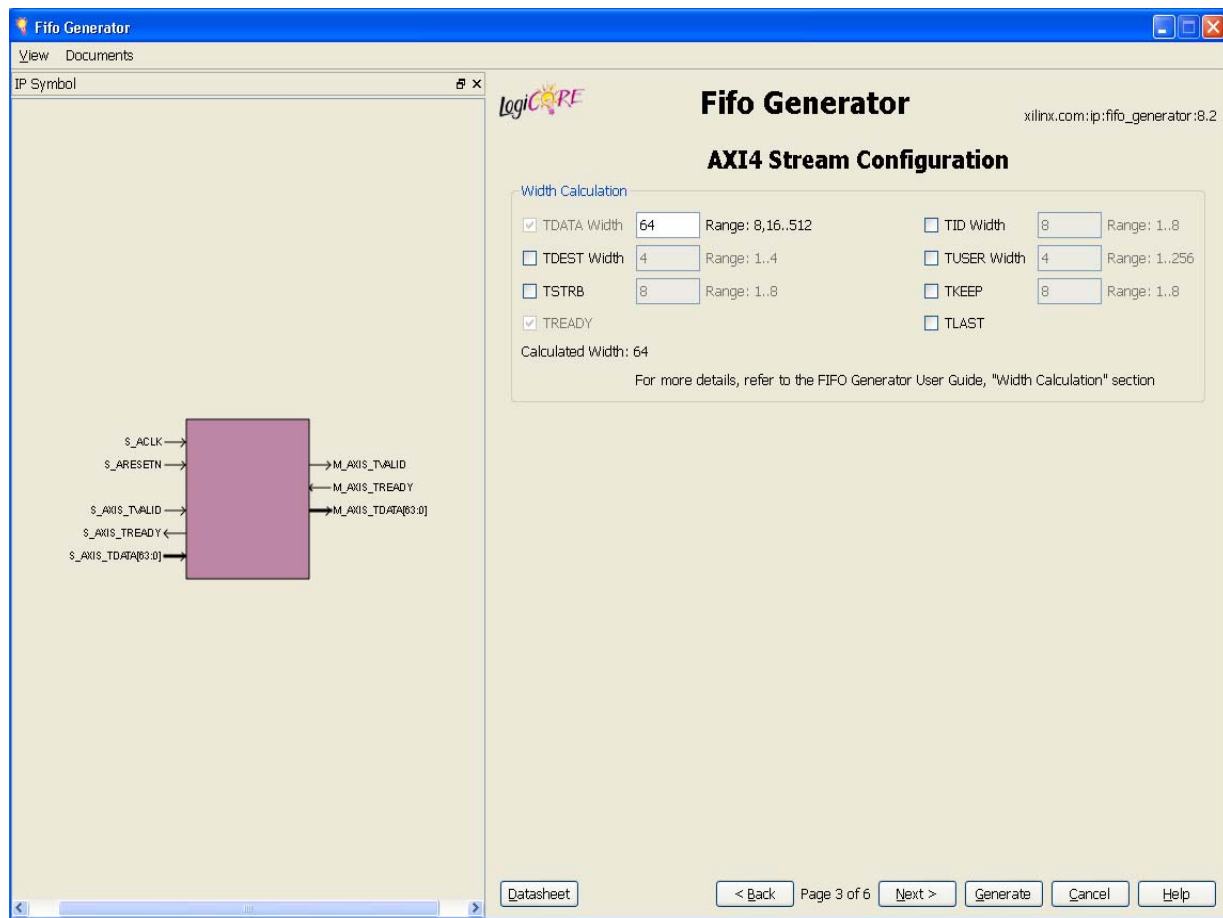 Fifo Generator
View Documents
IP Symbol
S_ACLK
S_ARESETN
S_AXIS_TVALID
S_AXIS_TREADY
S_AXIS_TDATA[63:0]
M_AXIS_TVALID
M_AXIS_TREADY
M_AXIS_TDATA[63:0]
LogiCORE
Fifo Generator
xilinx.com:ip:fifo_generator:8.2
AXI4 Stream Configuration
Width Calculation
TDATA Width 64 Range: 8,16..512 TID Width 8 Range: 1..8
TDEST Width 4 Range: 1..4 TUSER Width 4 Range: 1..256
TSTRB 8 Range: 1..8 TKEEP 8 Range: 1..8
TREADY TLAST
Calculated Width: 64
For more details, refer to the FIFO Generator User Guide, "Width Calculation" section
Datasheet < Back Page 3 of 6 Next > Generate Cancel Help